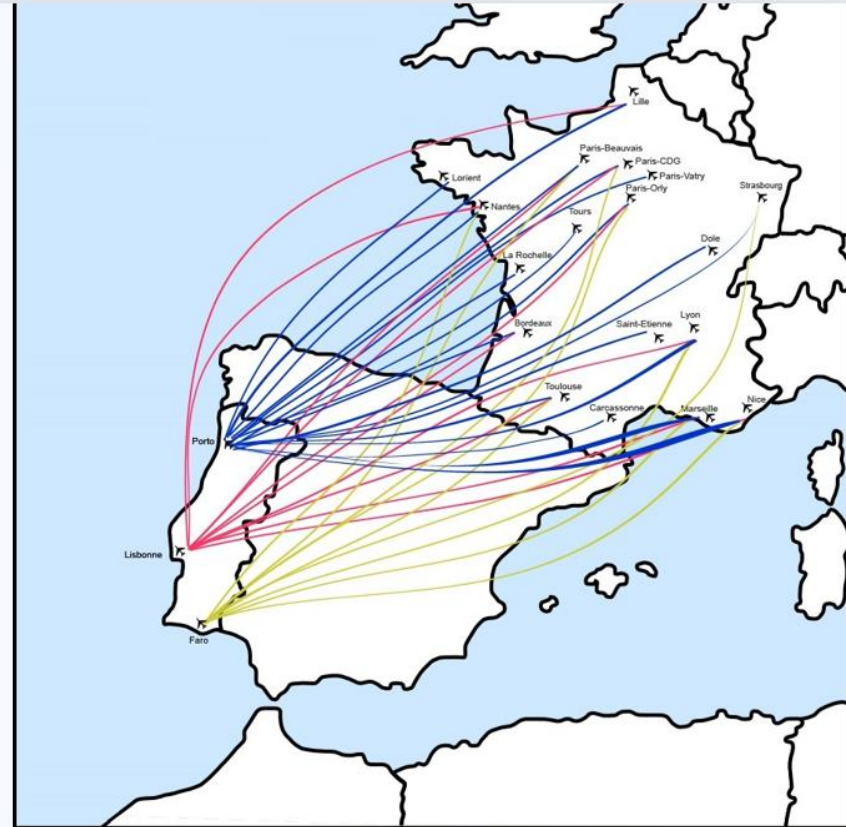 Lille
Paris-Beauvais
Paris-CDG
Lorient
Paris-Vatry
Strasbourg
Paris-Orly
Nantes
Tours
Dole
La Rochelle
Lyon
Bordeaux
Saint-Etienne
Toulouse
Nice
Carcassonne
Marseille
Porto
Lisbonne
Faro